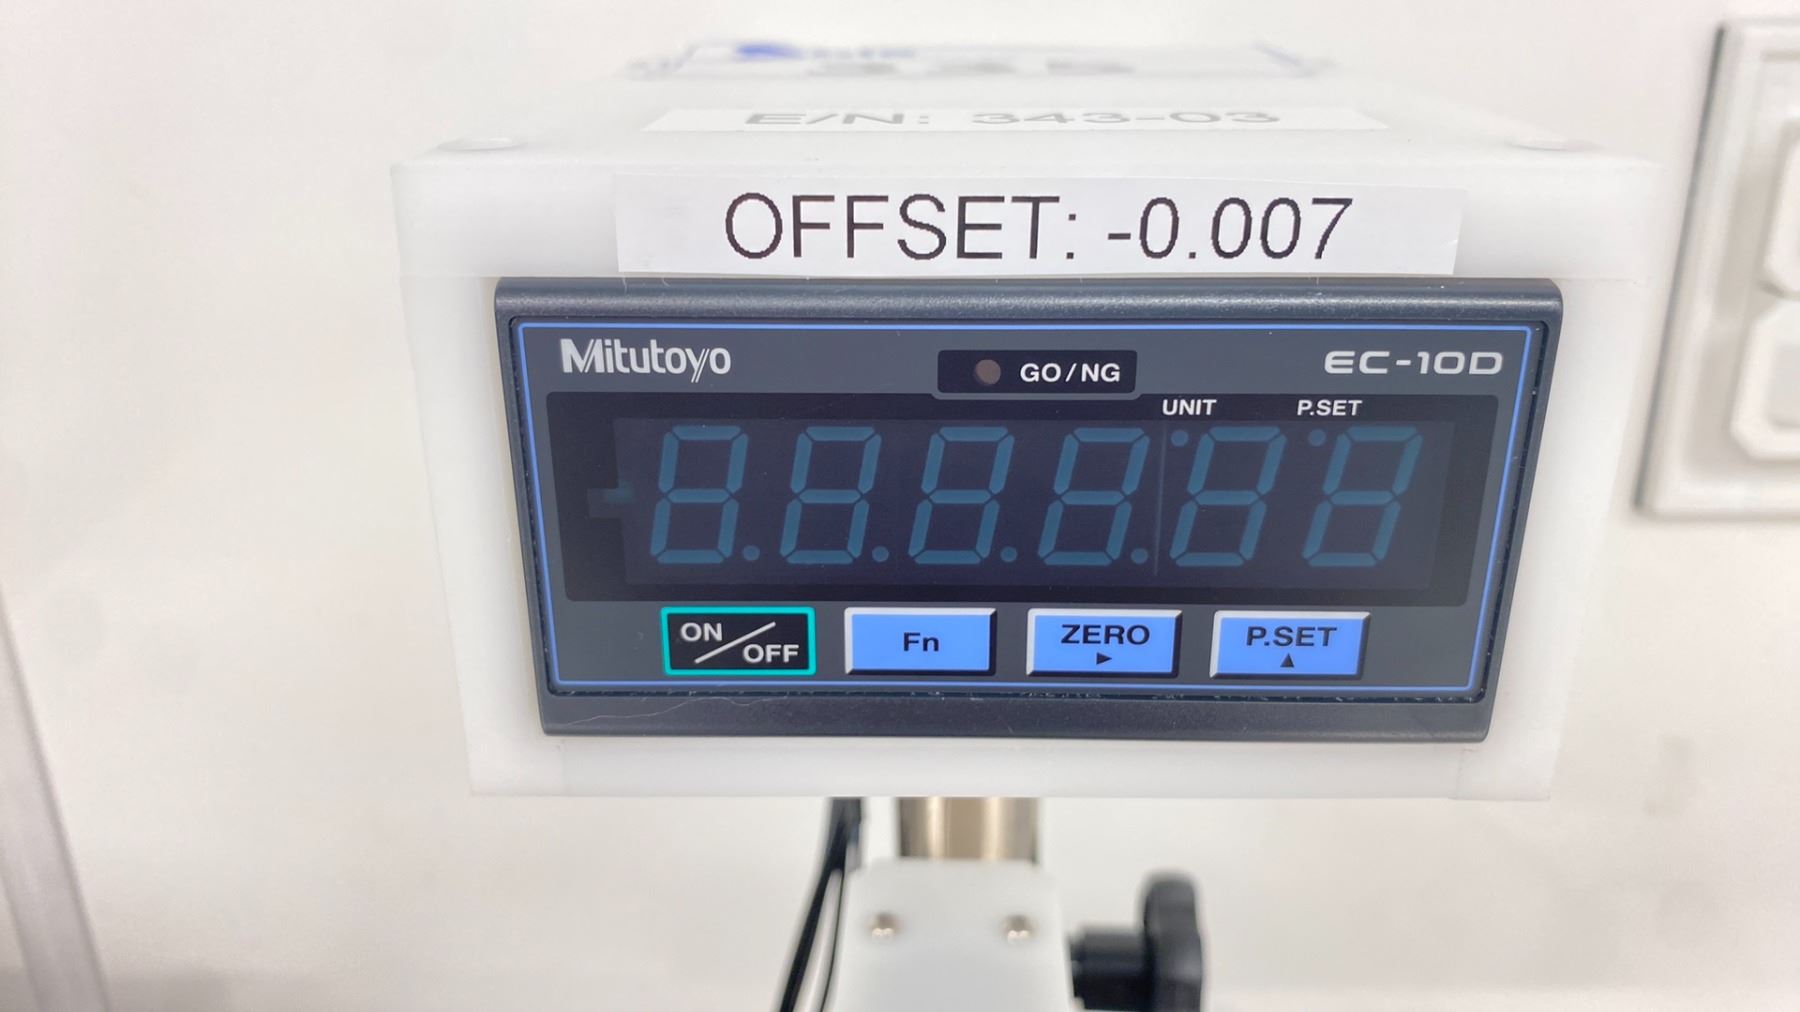 E/N: 343-03
OFFSET: -0.007
Mitutoyo
GO/NG
EC-10D
UNIT
P.SET
ON/OFF
Fn
ZERO
P.SET